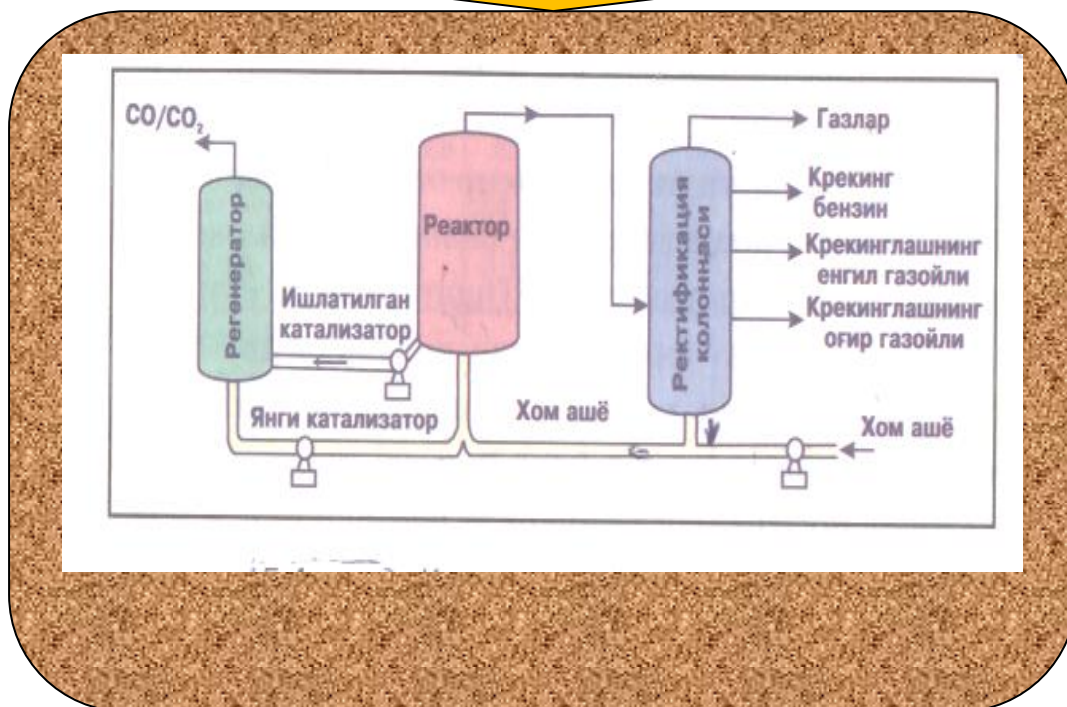 CO/CO₂
Газлар
Крекинг
бензин
Крекинглашнинг
енгил газойли
Крекинглашнинг
оғир газойли
Регенератор
Реактор
Ректификация
колоннаси
Ишлатилган
катализатор
Янги катализатор
Хом ашё
Хом ашё